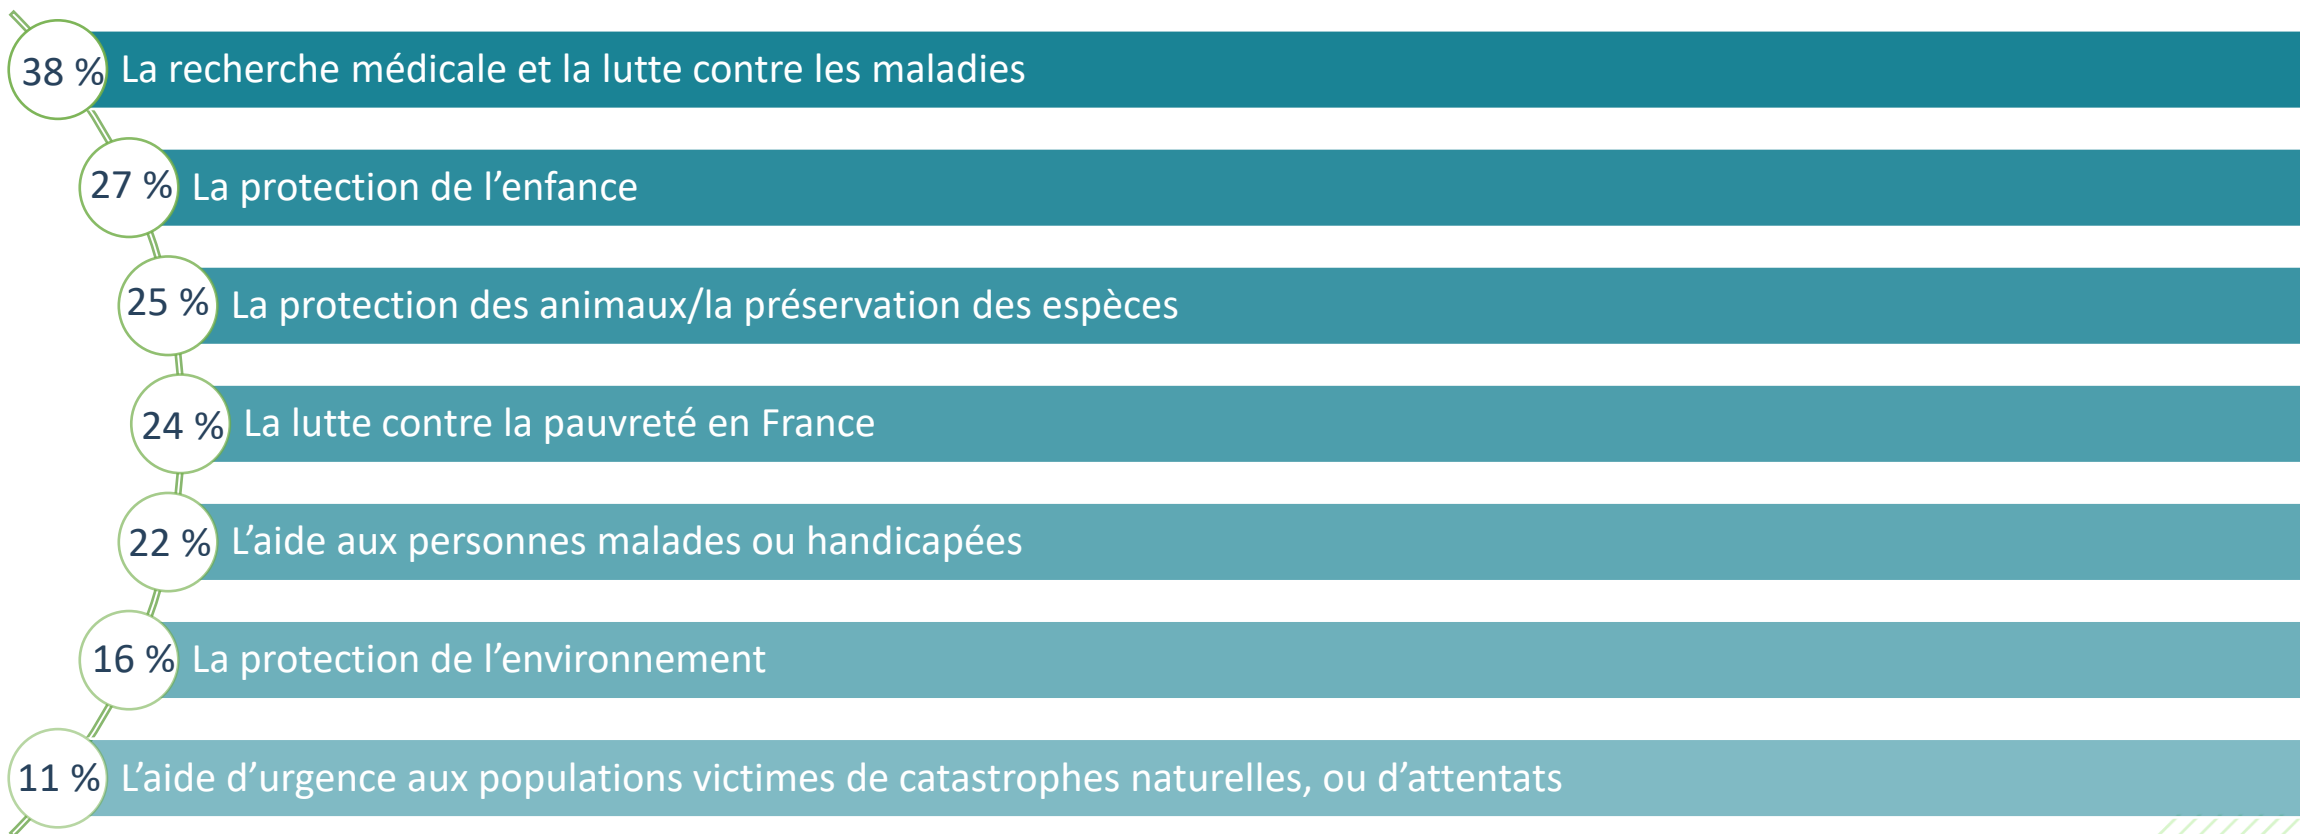 38 % La recherche médicale et la lutte contre les maladies
27 % La protection de l’enfance
25 % La protection des animaux/la préservation des espèces
24 % La lutte contre la pauvreté en France
22 % L’aide aux personnes malades ou handicapées
16 % La protection de l’environnement
11 % L’aide d’urgence aux populations victimes de catastrophes naturelles, ou d’attentats